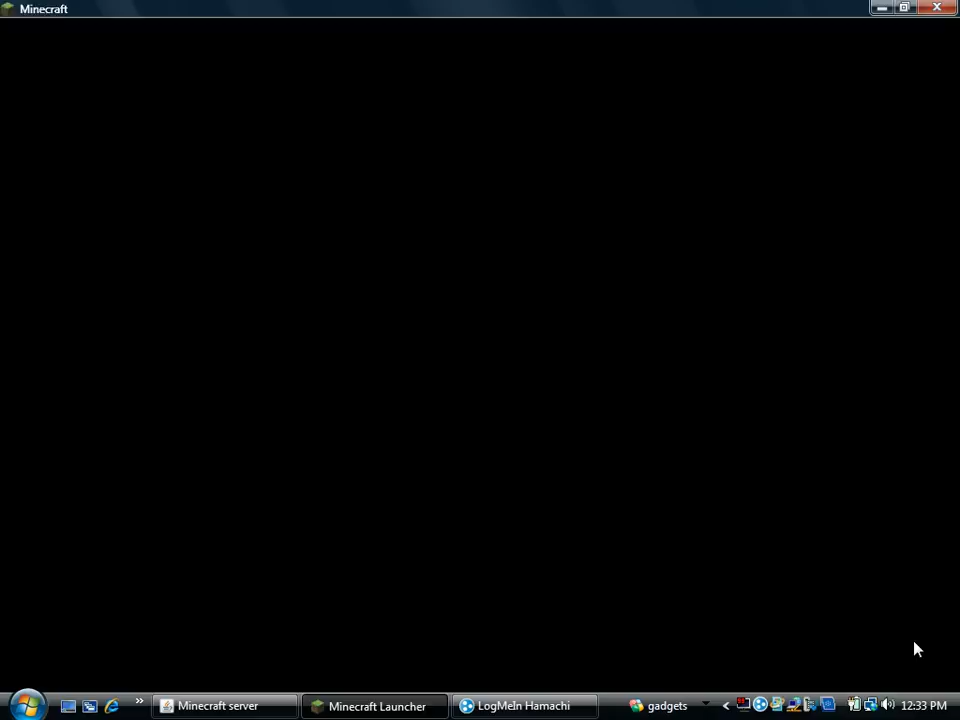 Minecraft
Minecraft server
Minecraft Launcher
LogMeIn Hamachi
gadgets
12:33 PM